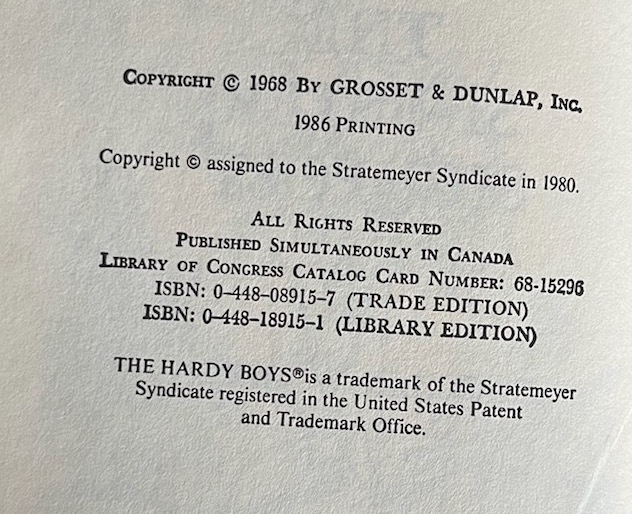 COPYRIGHT © 1968 BY GROSSET & DUNLAP, INC.
1986 PRINTING
Copyright © assigned to the Stratemeyer Syndicate in 1980.
ALL RIGHTS RESERVED
PUBLISHED SIMULTANEOUSLY IN CANADA
LIBRARY OF CONGRESS CATALOG CARD NUMBER: 68-15296
ISBN: 0–448–08915–7 (TRADE EDITION)
ISBN: 0–448–18915–1 (LIBRARY EDITION)
THE HARDY BOYS®is a trademark of the Stratemeyer
Syndicate registered in the United States Patent
and Trademark Office.